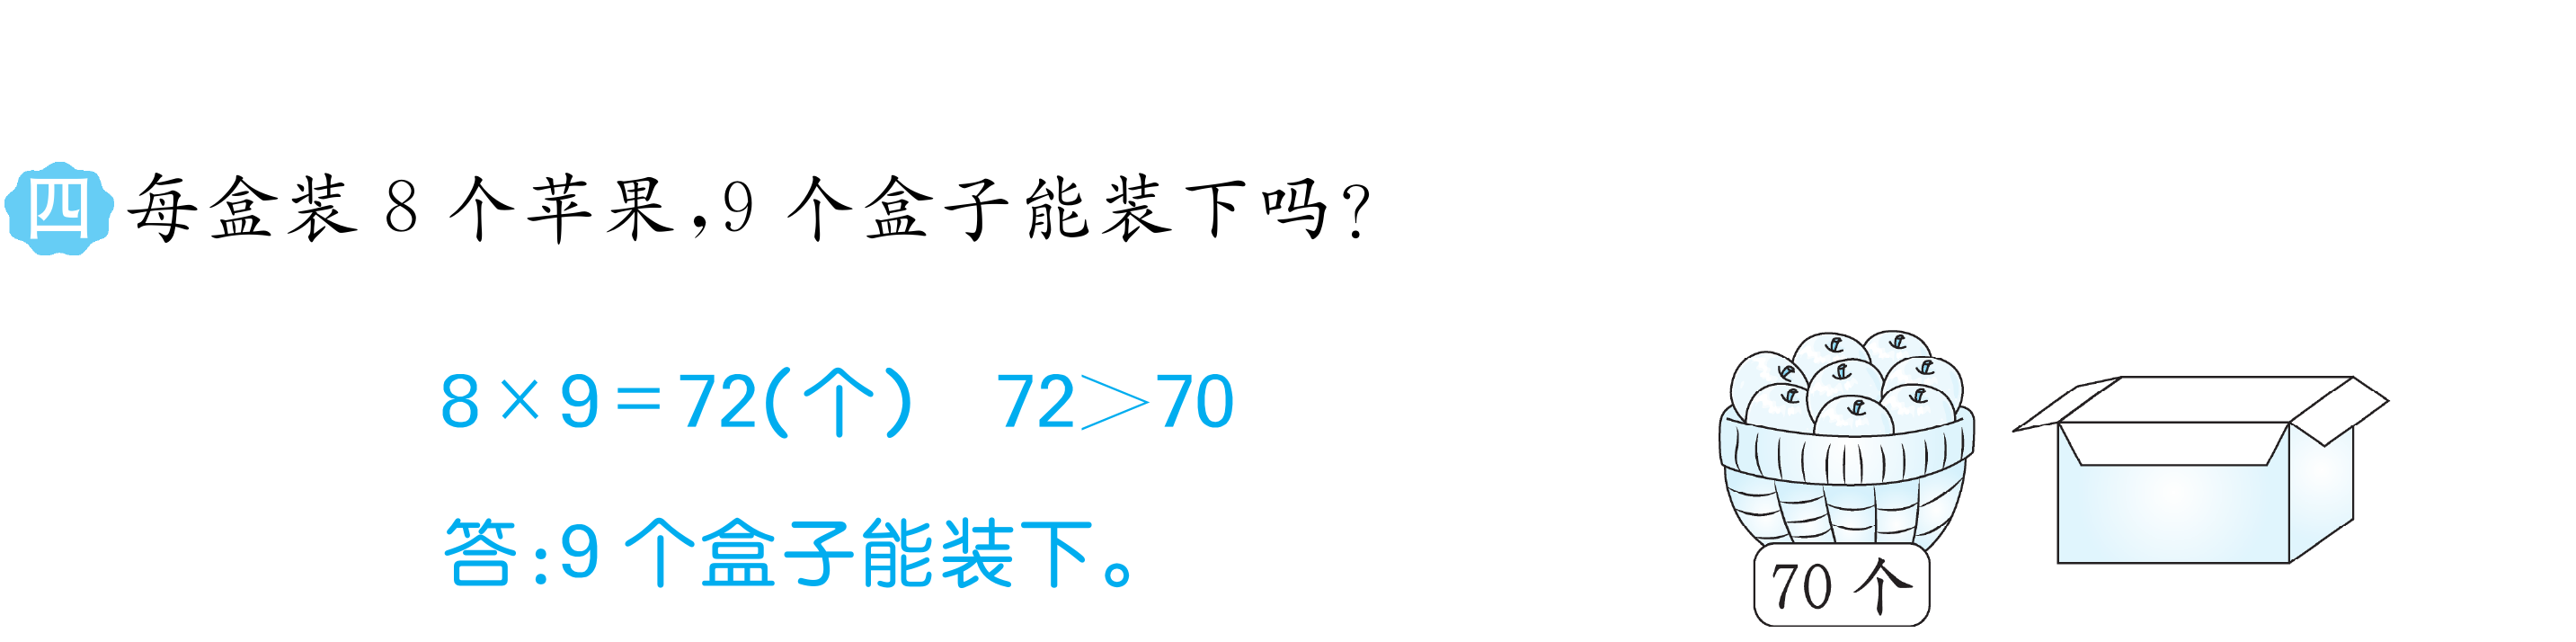 四 每盒装 8 个苹果,9 个盒子能装下吗?
8×9=72(个) 72>70
答:9 个盒子能装下。
70 个